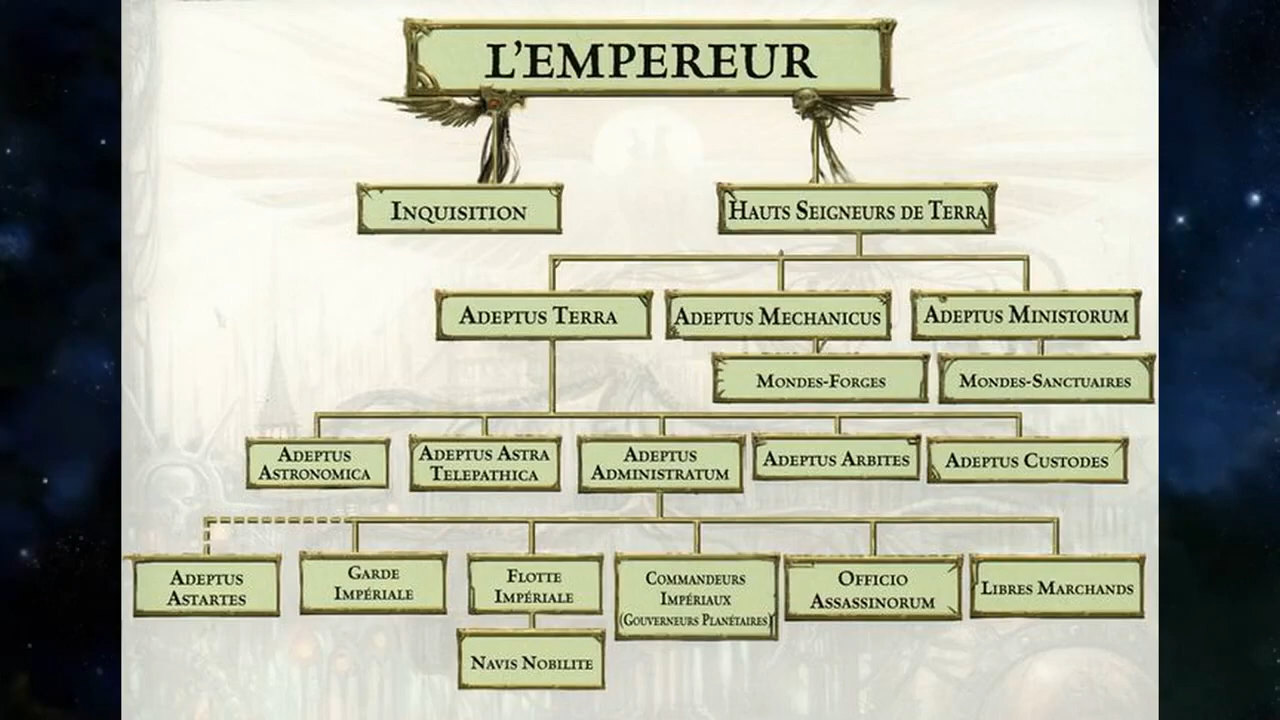 L'EMPEREUR
INQUISITION
HAUTS SEIGNEURS DE TERRA
ADEPTUS TERRA
ADEPTUS MECHANICUS
ADEPTUS MINISTORUM
MONDES-FORGES
MONDES-SANCTUAIRES
ADEPTUS
ASTRONOMICA
ADEPTUS ASTRA
TELEPATHICA
ADEPTUS
ADMINISTRATUM
ADEPTUS ARBITES
ADEPTUS CUSTODES
ADEPTUS
ASTARTES
GARDE
IMPÉRIALE
FLOTTE
IMPÉRIALE
COMMANDEURS
IMPÉRIAUX
(GOUVERNEURS PLANÉTAIRES)
OFFICIO
ASSASSINORUM
LIBRES MARCHANDS
NAVIS NOBILITE